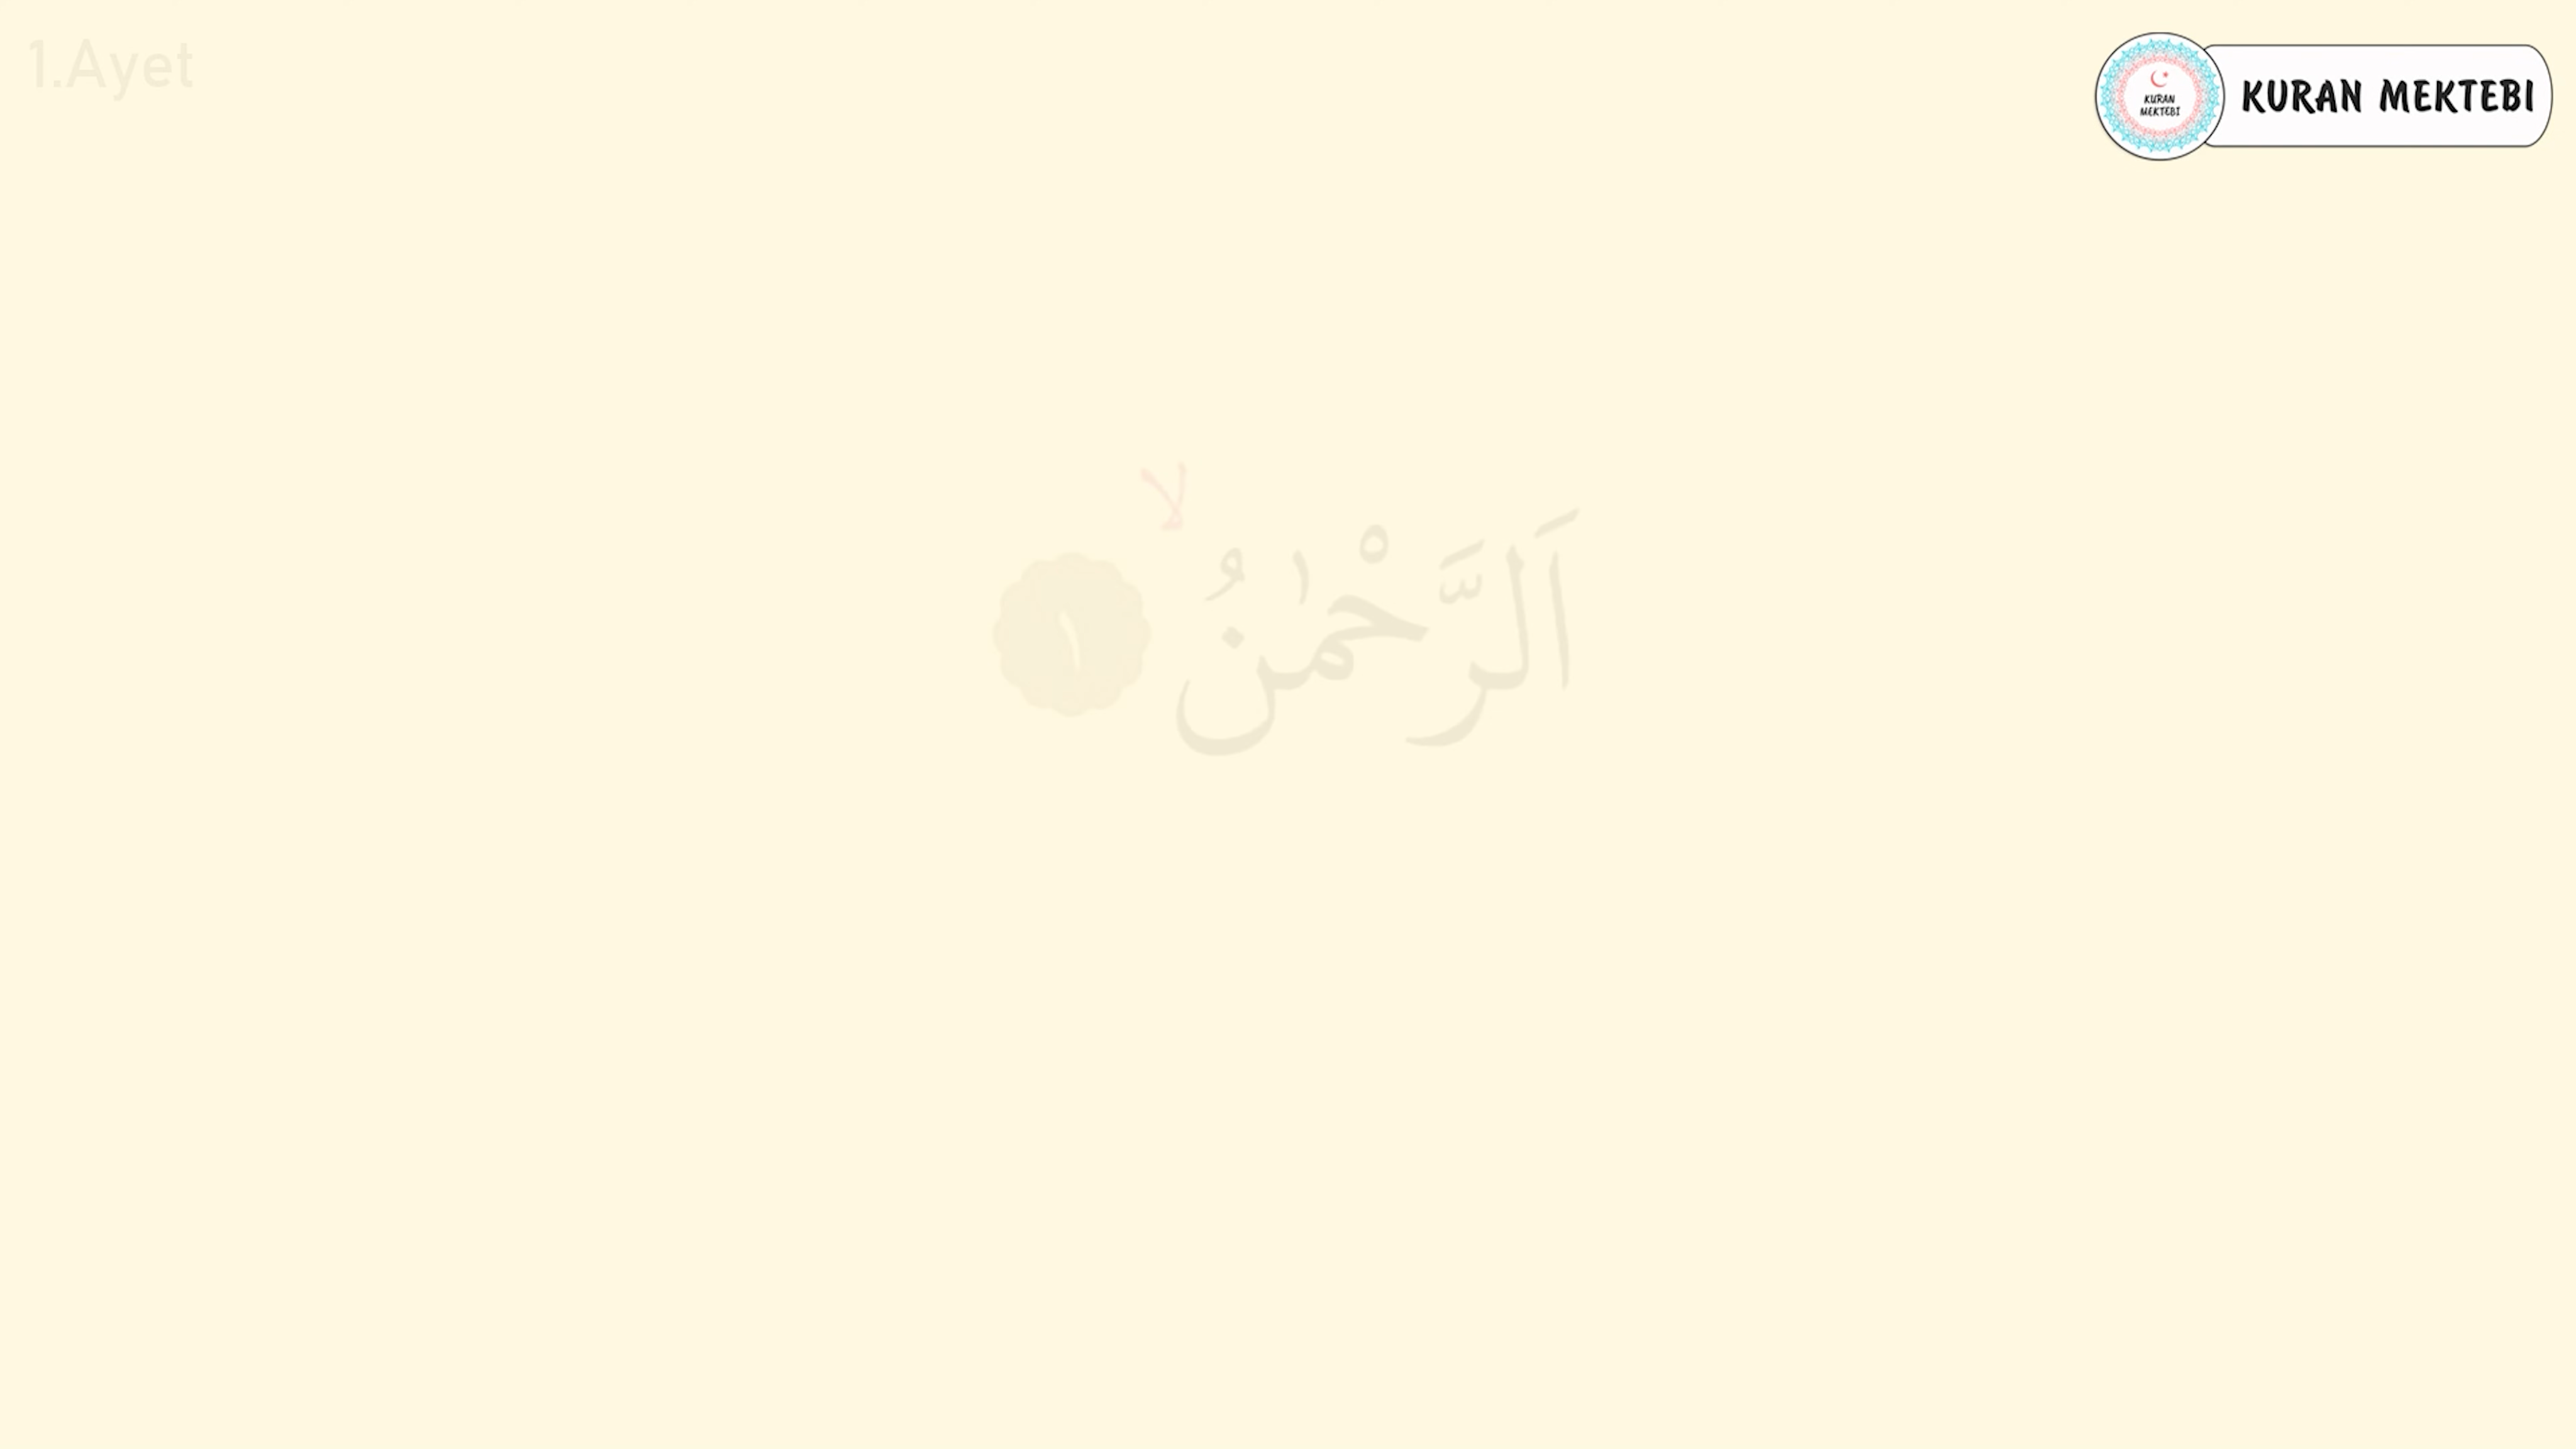 1.Ayet
KURAN MEKTEBI
KURAN
MEKTEBI
اَلرَّحْمٰنُ لا ١